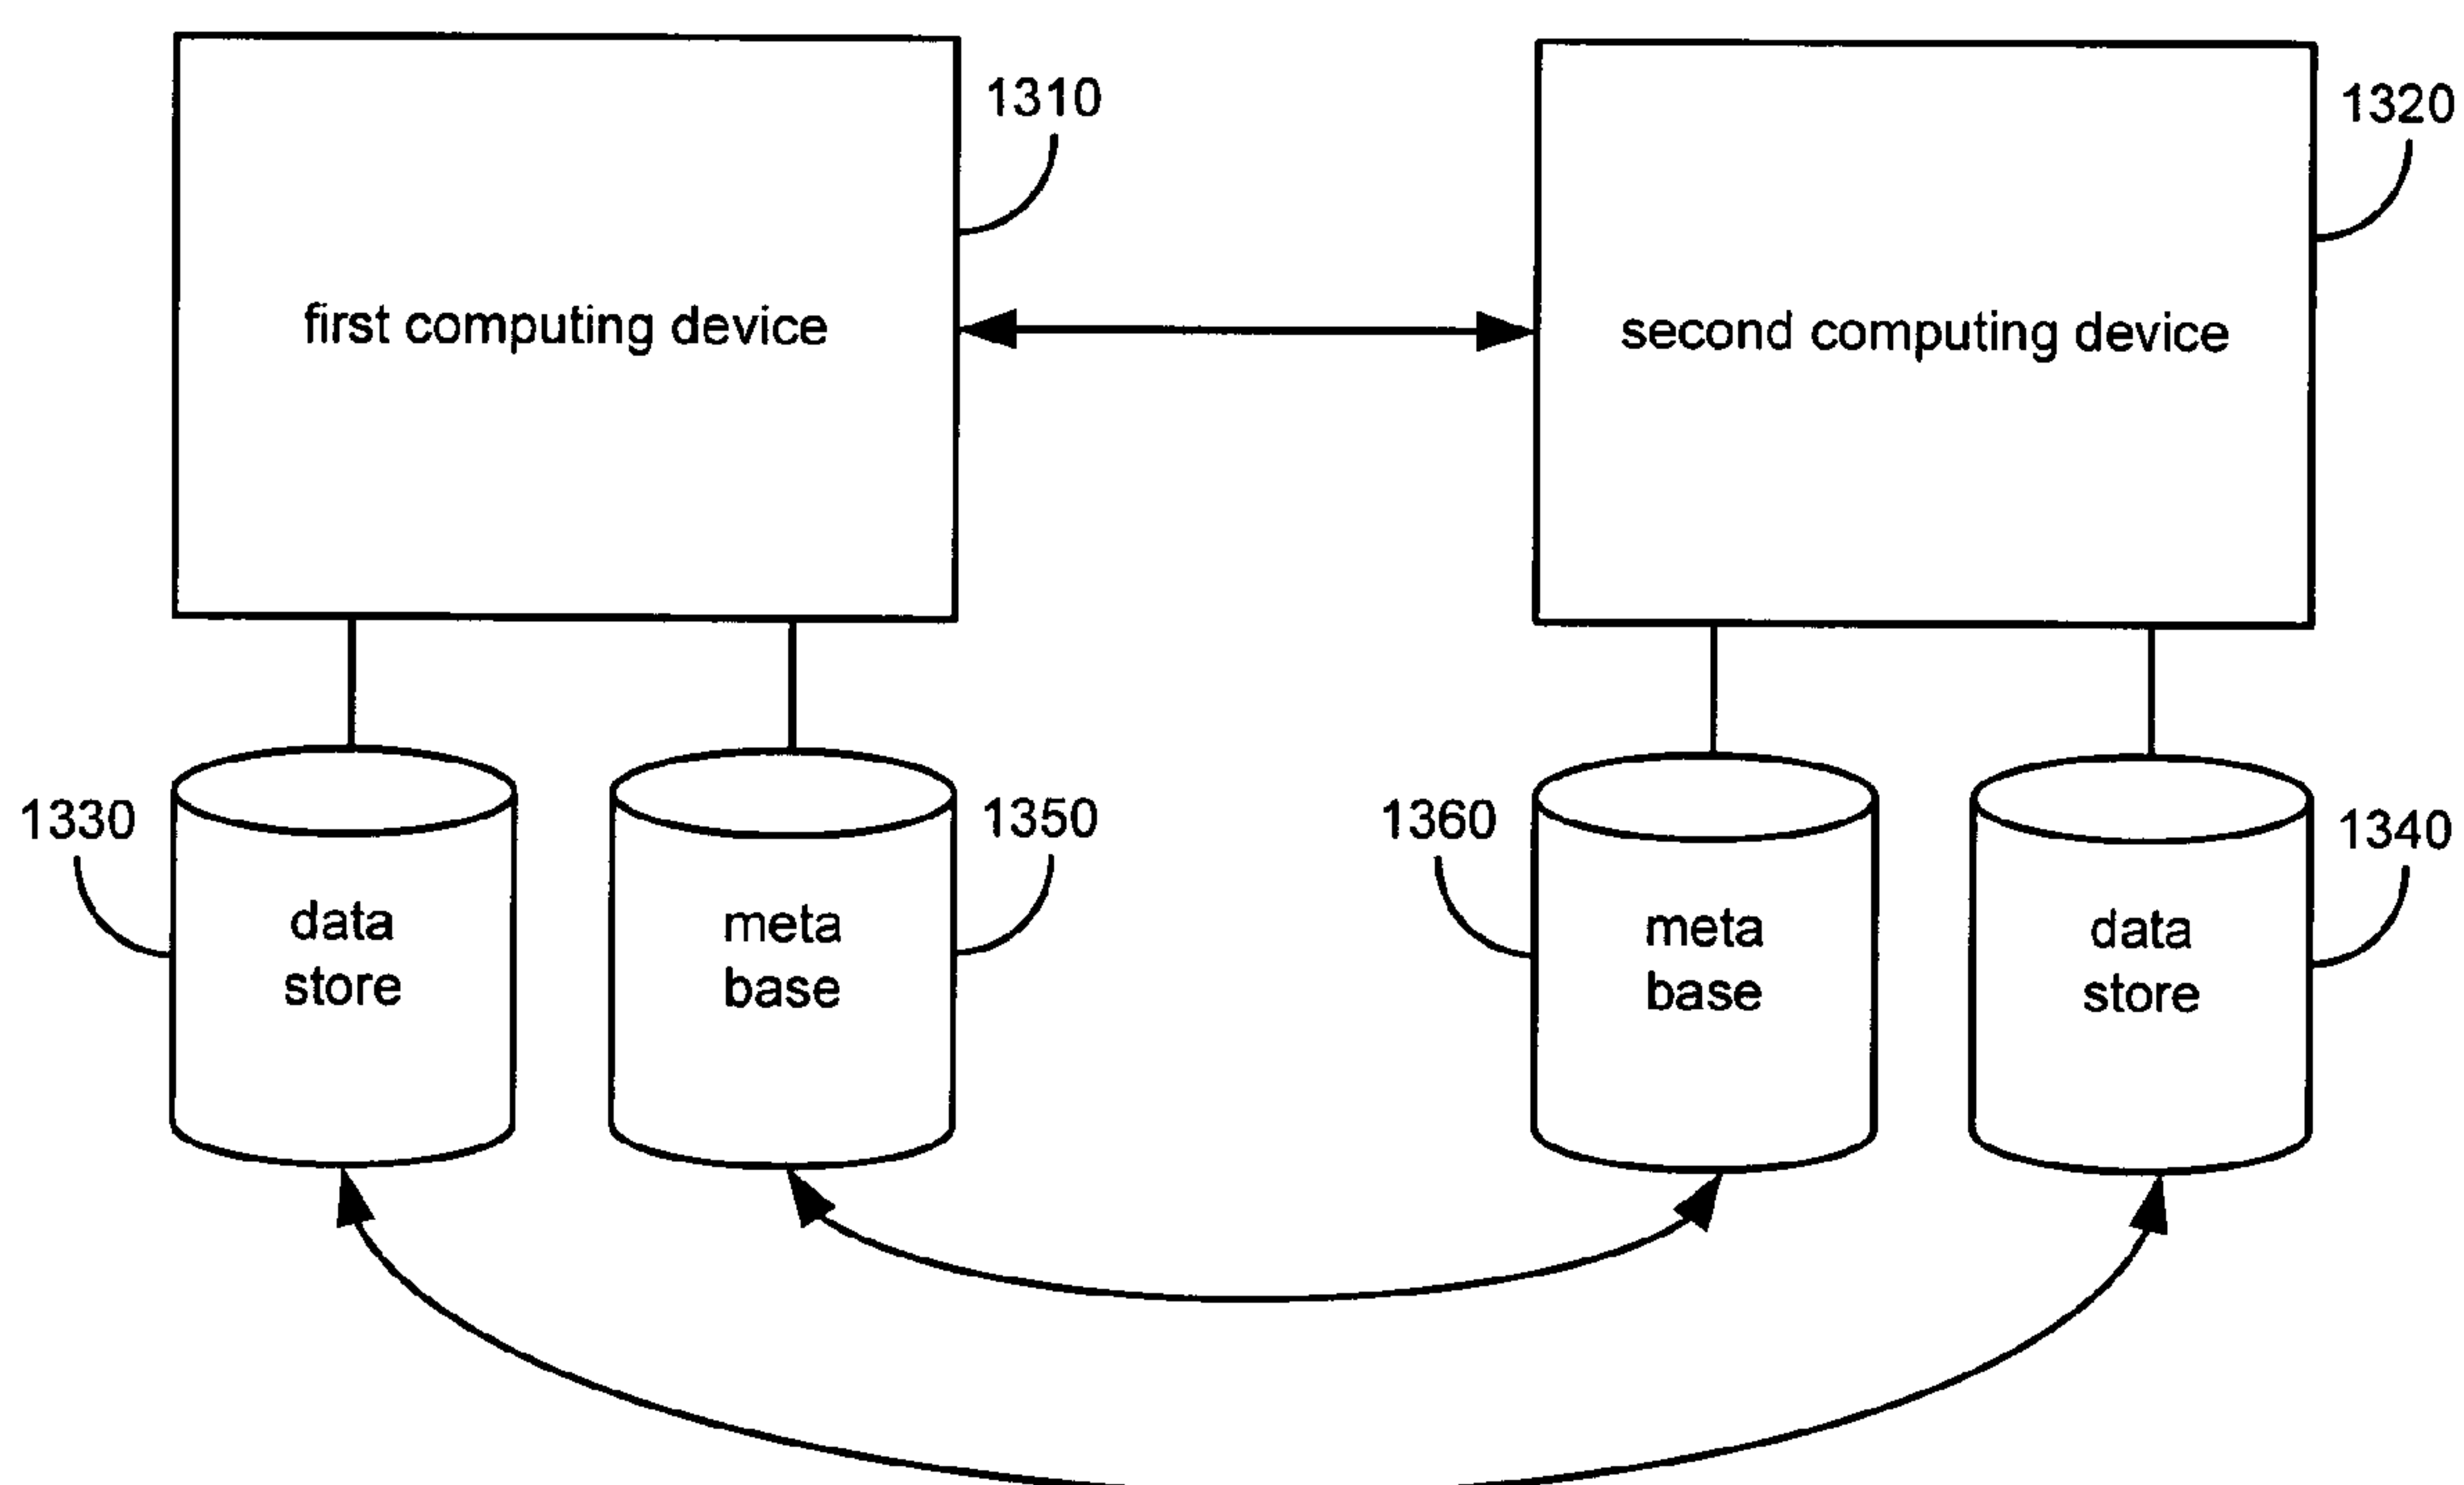 1310
1320
first computing device
second computing device
1330
1350
1360
1340
data
store
meta
base
meta
base
data
store